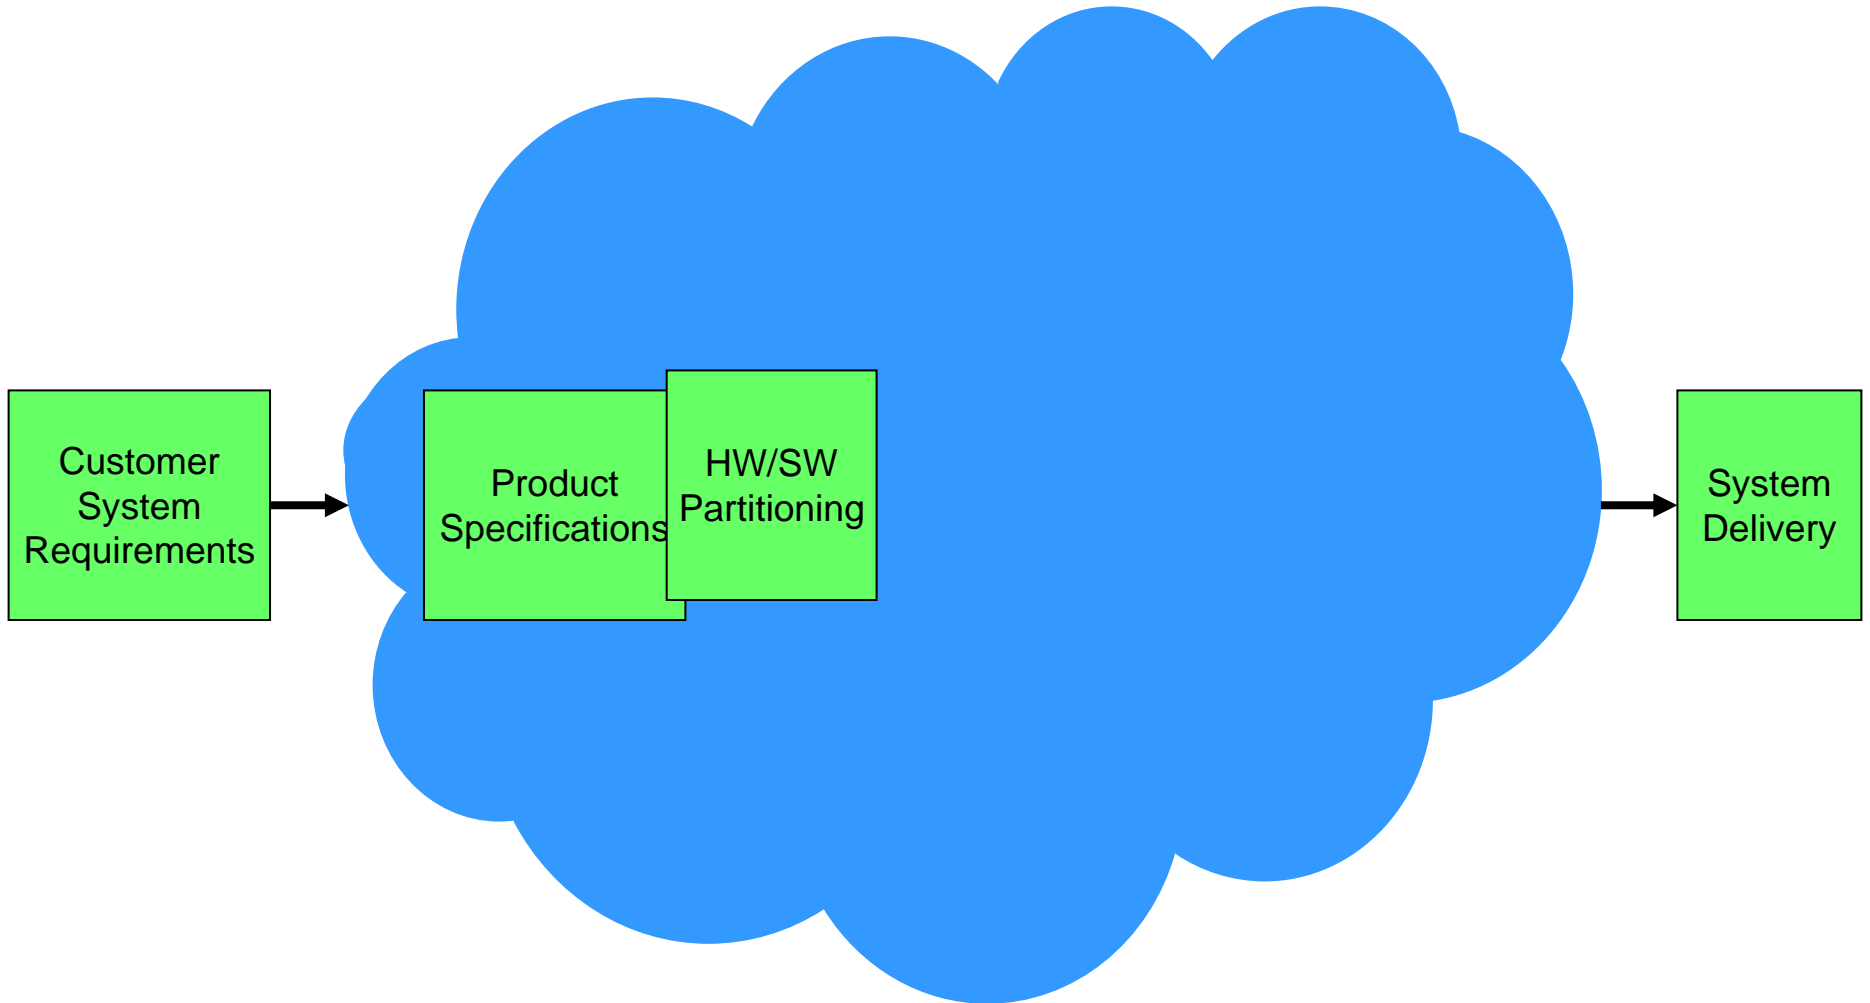 Customer
System
Requirements
Product
Specifications
HW/SW
Partitioning
System
Delivery